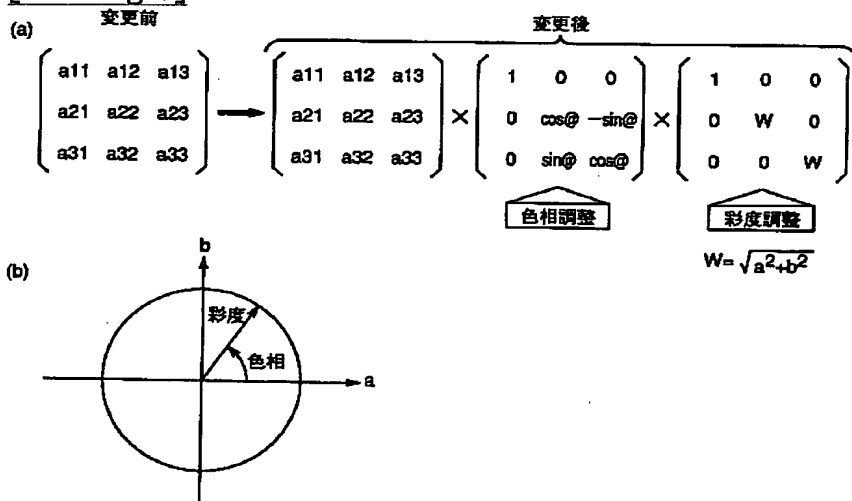 変更前
(a)
変更後
a11 a12 a13
a21 a22 a23
a31 a32 a33
a11 a12 a13
a21 a22 a23
a31 a32 a33
×
1 0 0
0 cos@ −sin@
0 sin@ cos@
×
1 0 0
0 W 0
0 0 W
色相調整
彩度調整
W=√a²+b²
(b)
b
彩度
色相
a